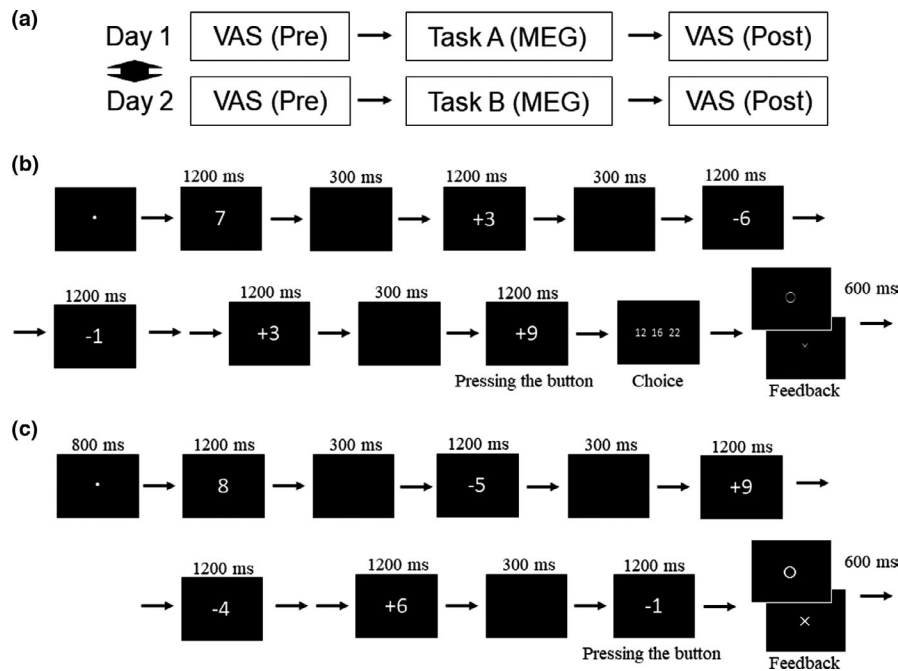 (a)
Day 1 VAS (Pre) Task A (MEG) VAS (Post)
Day 2 VAS (Pre) Task B (MEG) VAS (Post)
(b)
1200 ms 300 ms 1200 ms 300 ms 1200 ms
7 +3 -6
1200 ms 1200 ms 300 ms 1200 ms 600 ms
-1 +3 +9 12 16 22
Pressing the button Choice Feedback
(c)
800 ms 1200 ms 300 ms 1200 ms 300 ms 1200 ms
8 -5 +9
1200 ms 1200 ms 300 ms 1200 ms 600 ms
-4 +6 -1
Pressing the button Feedback